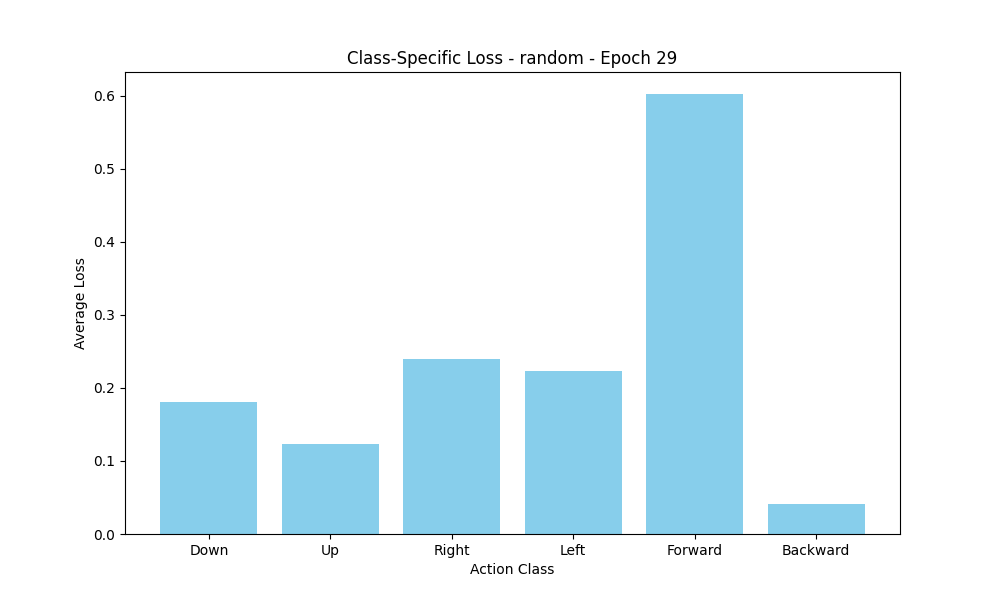 Class-Specific Loss - random - Epoch 29
Average Loss
0.6
0.5
0.4
0.3
0.2
0.1
0.0
Down Up Right Left Forward Backward
Action Class